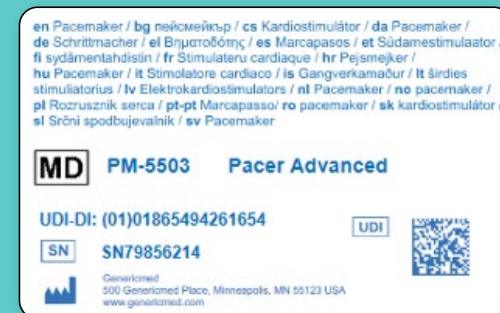 en Pacemaker / bg пейсмейкър / cs Kardiostimulátor / da Pacemaker /
de Schrittmacher / el Βηματοδότης / es Marcapasos / et Südamestimulaator /
fi sydämentahdistin / fr Stimulateru cardiaque / hr Pejsmejker /
hu Pacemaker / it Stimolatore cardiaco / is Gangverkamaður / lt širdies
stimuliatorius / lv Elektrokardiostimulators / nl Pacemaker / no pacemaker /
pl Rozrusznik serca / pt-pt Marcapasso/ ro pacemaker / sk kardiostimulátor /
sl Srčni spodbujevalnik / sv Pacemaker
MD PM-5503 Pacer Advanced
UDI-DI: (01)01865494261654 UDI
SN SN79856214
Genericmed
500 Genericmed Place, Minneapolis, MN 55123 USA
www.genericmed.com